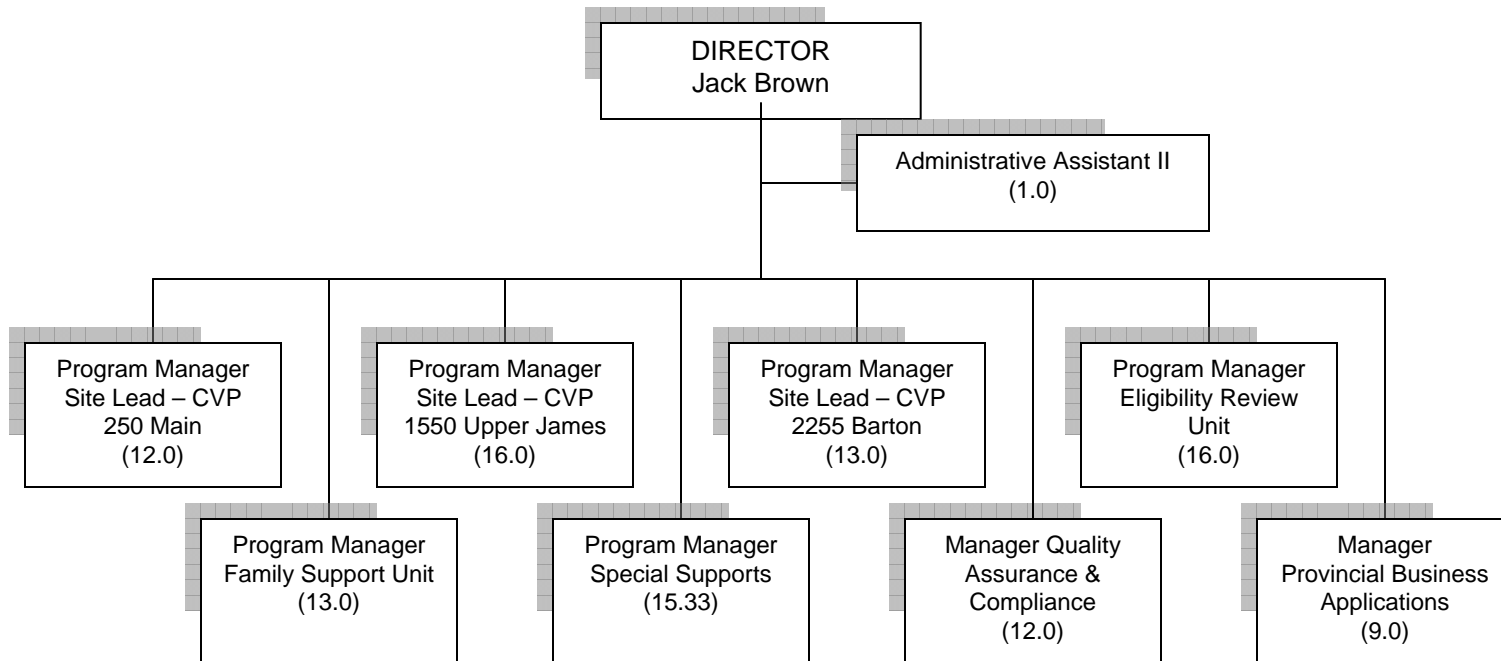 DIRECTOR
Jack Brown
Administrative Assistant II
(1.0)
Program Manager
Site Lead – CVP
250 Main
(12.0)
Program Manager
Site Lead – CVP
1550 Upper James
(16.0)
Program Manager
Site Lead – CVP
2255 Barton
(13.0)
Program Manager
Eligibility Review
Unit
(16.0)
Program Manager
Family Support Unit
(13.0)
Program Manager
Special Supports
(15.33)
Manager Quality
Assurance &
Compliance
(12.0)
Manager
Provincial Business
Applications
(9.0)